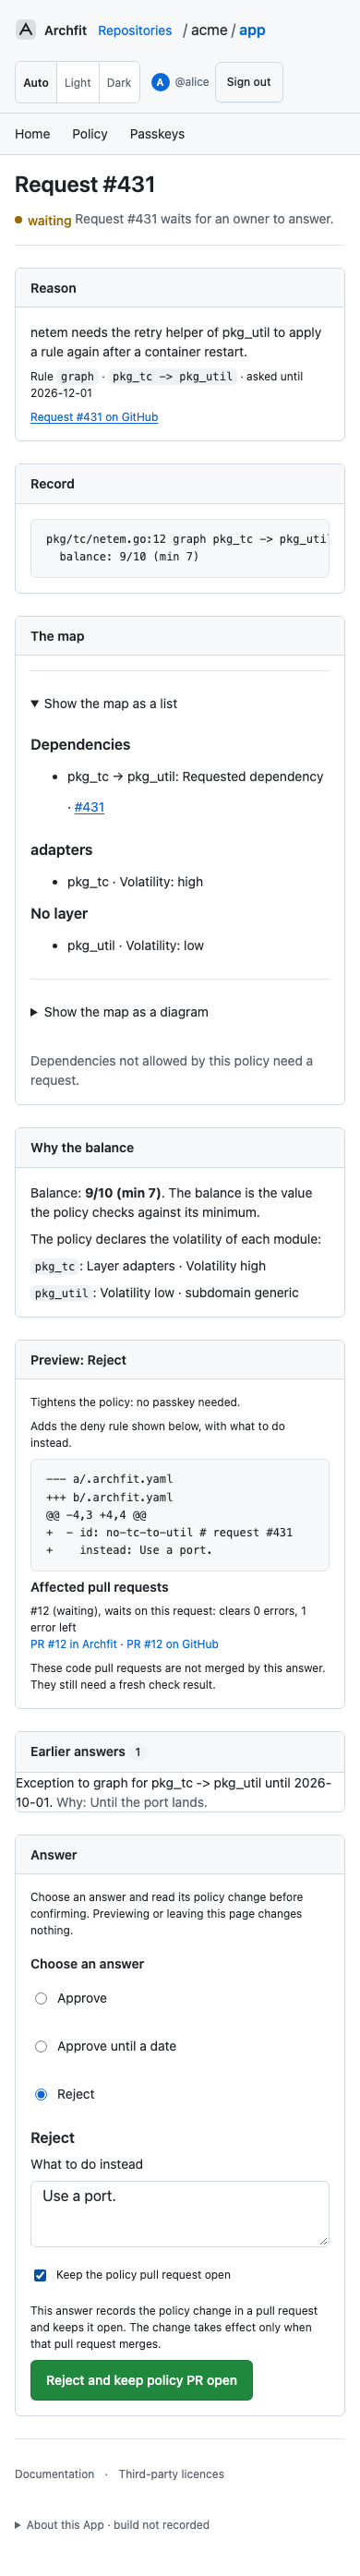 Archfit Repositories / acme / app
Auto Light Dark A @alice Sign out
Home Policy Passkeys
Request #431
waiting Request #431 waits for an owner to answer.
Reason
netem needs the retry helper of pkg_util to apply
a rule again after a container restart.
Rule graph · pkg_tc -> pkg_util · asked until
2026-12-01
Request #431 on GitHub
Record
pkg/tc/netem.go:12 graph pkg_tc -> pkg_util
balance: 9/10 (min 7)
The map
▼ Show the map as a list
Dependencies
• pkg_tc → pkg_util: Requested dependency
· #431
adapters
• pkg_tc · Volatility: high
No layer
• pkg_util · Volatility: low
▶ Show the map as a diagram
Dependencies not allowed by this policy need a
request.
Why the balance
Balance: 9/10 (min 7). The balance is the value
the policy checks against its minimum.
The policy declares the volatility of each module:
pkg_tc: Layer adapters · Volatility high
pkg_util: Volatility low · subdomain generic
Preview: Reject
Tightens the policy: no passkey needed.
Adds the deny rule shown below, with what to do
instead.
--- a/.archfit.yaml
+++ b/.archfit.yaml
@@ -4,3 +4,4 @@
+  - id: no-tc-to-util # request #431
+    instead: Use a port.
Affected pull requests
#12 (waiting), waits on this request: clears 0 errors, 1
error left
PR #12 in Archfit · PR #12 on GitHub
These code pull requests are not merged by this answer.
They still need a fresh check result.
Earlier answers 1
Exception to graph for pkg_tc -> pkg_util until 2026-
10-01. Why: Until the port lands.
Answer
Choose an answer and read its policy change before
confirming. Previewing or leaving this page changes
nothing.
Choose an answer
Approve
Approve until a date
Reject
Reject
What to do instead
Use a port.
Keep the policy pull request open
This answer records the policy change in a pull request
and keeps it open. The change takes effect only when
that pull request merges.
Reject and keep policy PR open
Documentation · Third-party licences
▶ About this App · build not recorded